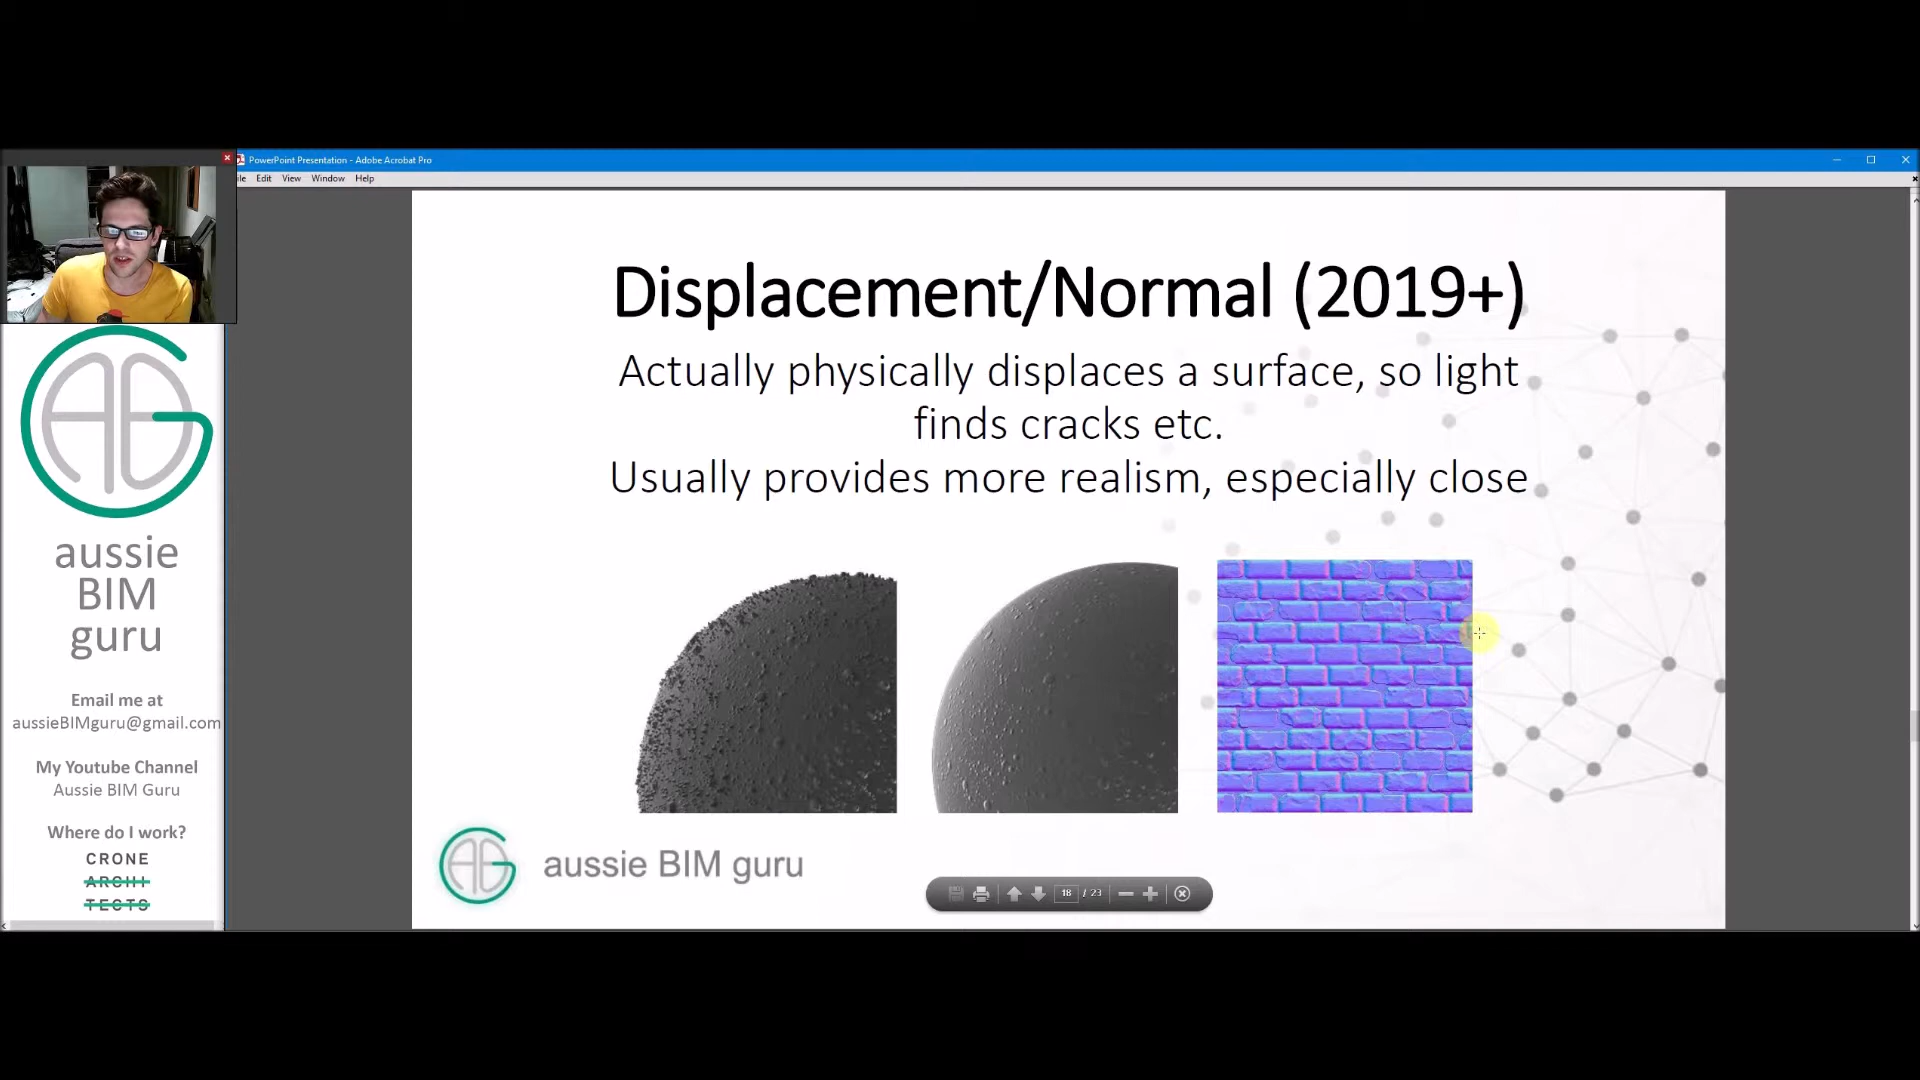 PowerPoint Presentation - Adobe Acrobat Pro
ile Edit View Window Help
Displacement/Normal (2019+)
Actually physically displaces a surface, so light
finds cracks etc.
Usually provides more realism, especially close
aussie BIM guru
18 / 23
aussie
BIM
guru
Email me at
aussieBIMguru@gmail.com
My Youtube Channel
Aussie BIM Guru
Where do I work?
CRONE
ARCHI
TECTS